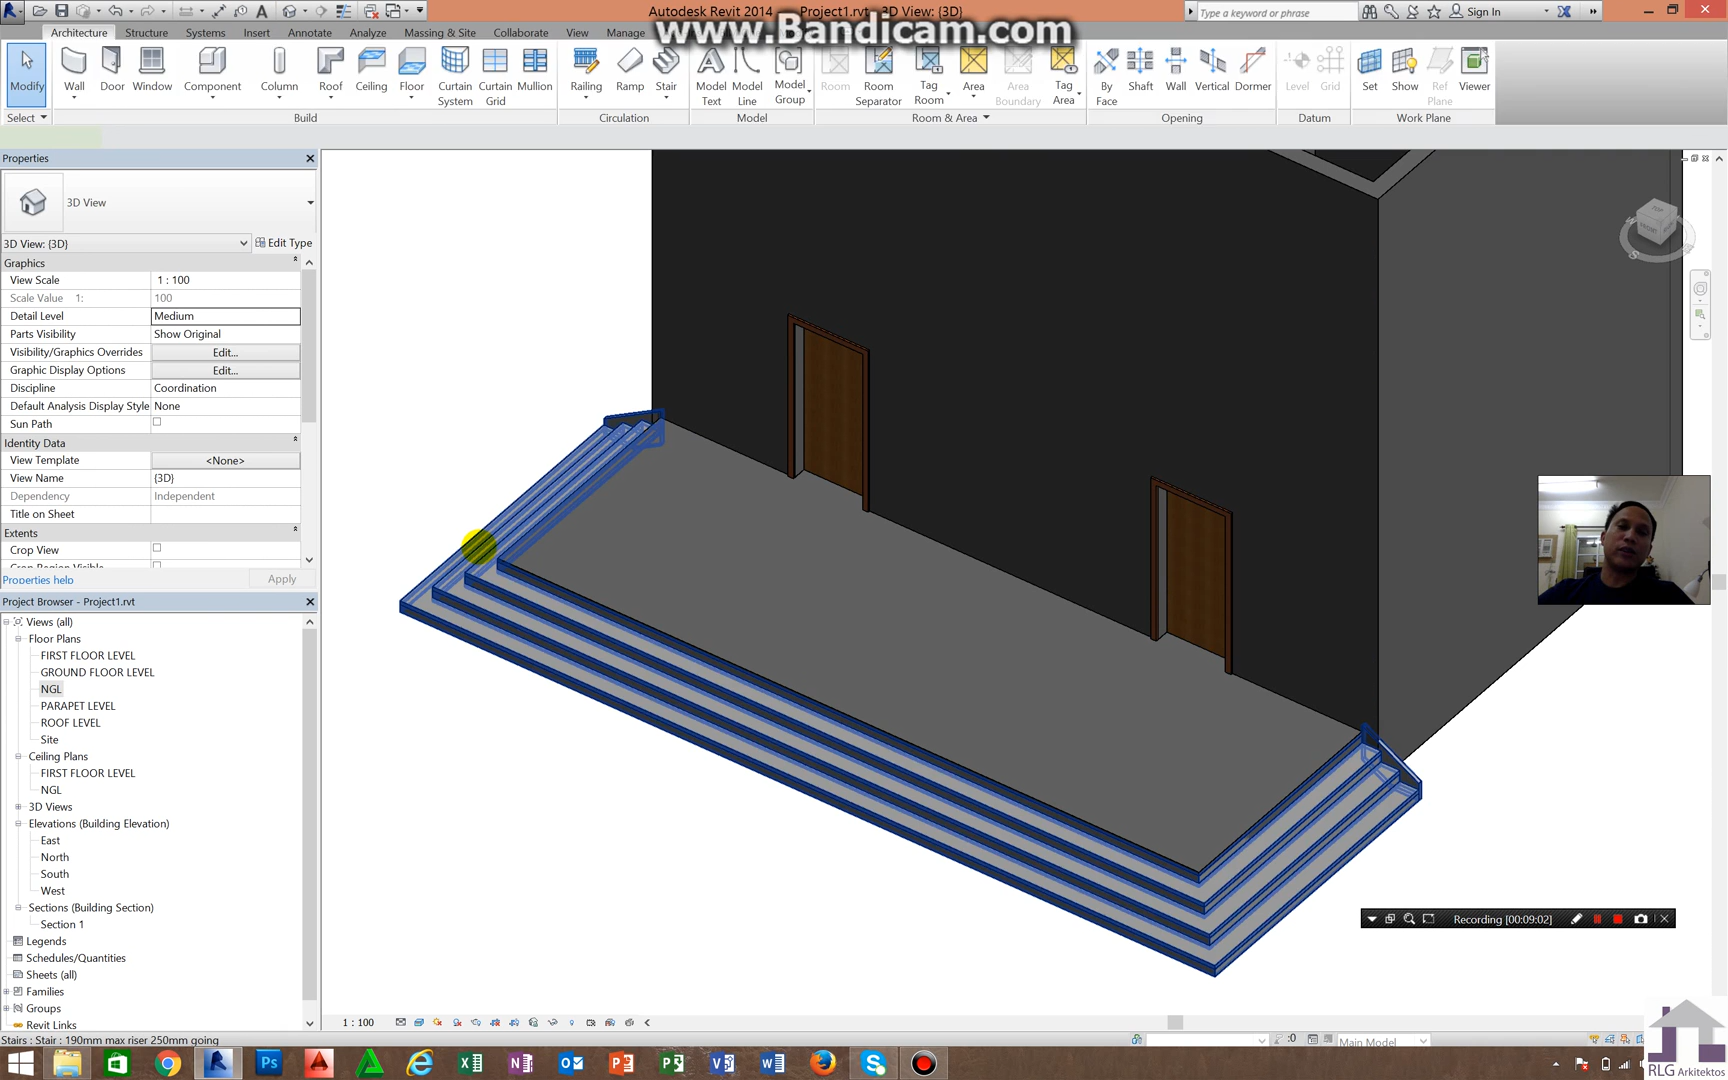 Autodesk Revit 2014 - Project1.rvt - 3D View: {3D}
Type a keyword or phrase
Sign In
www.Bandicam.com
Architecture Structure Systems Insert Annotate Analyze Massing & Site Collaborate View Manage
Modify Wall Door Window Component Column Roof Ceiling Floor Curtain System Curtain Grid Mullion Railing Ramp Stair Model Text Model Line Model Group Room Room Separator Tag Room Area Area Boundary Tag Area By Face Shaft Wall Vertical Dormer Level Grid Set Show Ref Plane Viewer
Select Build Circulation Model Room & Area Opening Datum Work Plane
Properties
3D View
3D View: {3D} Edit Type
Graphics
View Scale 1 : 100
Scale Value 1: 100
Detail Level Medium
Parts Visibility Show Original
Visibility/Graphics Overrides Edit...
Graphic Display Options Edit...
Discipline Coordination
Default Analysis Display Style None
Sun Path
Identity Data
View Template <None>
View Name {3D}
Dependency Independent
Title on Sheet
Extents
Crop View
Properties help Apply
Project Browser - Project1.rvt
Views (all)
Floor Plans
FIRST FLOOR LEVEL
GROUND FLOOR LEVEL
NGL
PARAPET LEVEL
ROOF LEVEL
Site
Ceiling Plans
FIRST FLOOR LEVEL
NGL
3D Views
Elevations (Building Elevation)
East
North
South
West
Sections (Building Section)
Section 1
Legends
Schedules/Quantities
Sheets (all)
Families
Groups
Revit Links
TOP
FRONT
S
Recording [00:09:02]
1 : 100
Stairs : Stair : 190mm max riser 250mm going
:0
Main Model
RLG Arkitektos